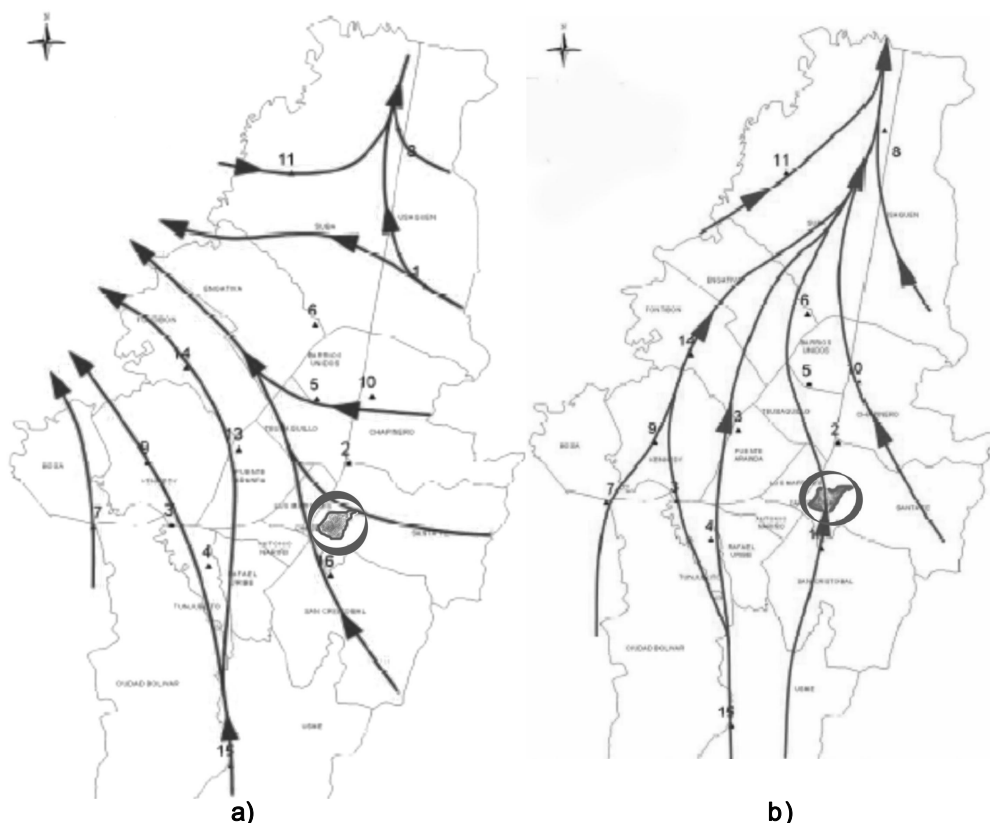 11
8
USAQUEN
SUBA
1
ENGATIVA
6
FONTIBON
BARRIOS
UNIDOS
14
5
10
TEUSAQUILLO
CHAPINERO
13
2
BOSA
9
KENNEDY
PUENTE
ARANDA
7
3
ANTONIO
NARIÑO
SANTA FE
4
RAFAEL
URIBE
16
TUNJUELITO
SAN CRISTOBAL
CIUDAD BOLIVAR
USME
15
a)
11
8
SUBA
ENGATIVA
FONTIBON
6
14
BARRIOS
UNIDOS
5
10
TEUSAQUILLO
CHAPINERO
9
3
2
KENNEDY
PUENTE
ARANDA
7
3
SANTA FE
4
ANTONIO
NARIÑO
RAFAEL
URIBE
TUNJUELITO
SAN CRISTOBAL
CIUDAD BOLIVAR
USME
15
b)